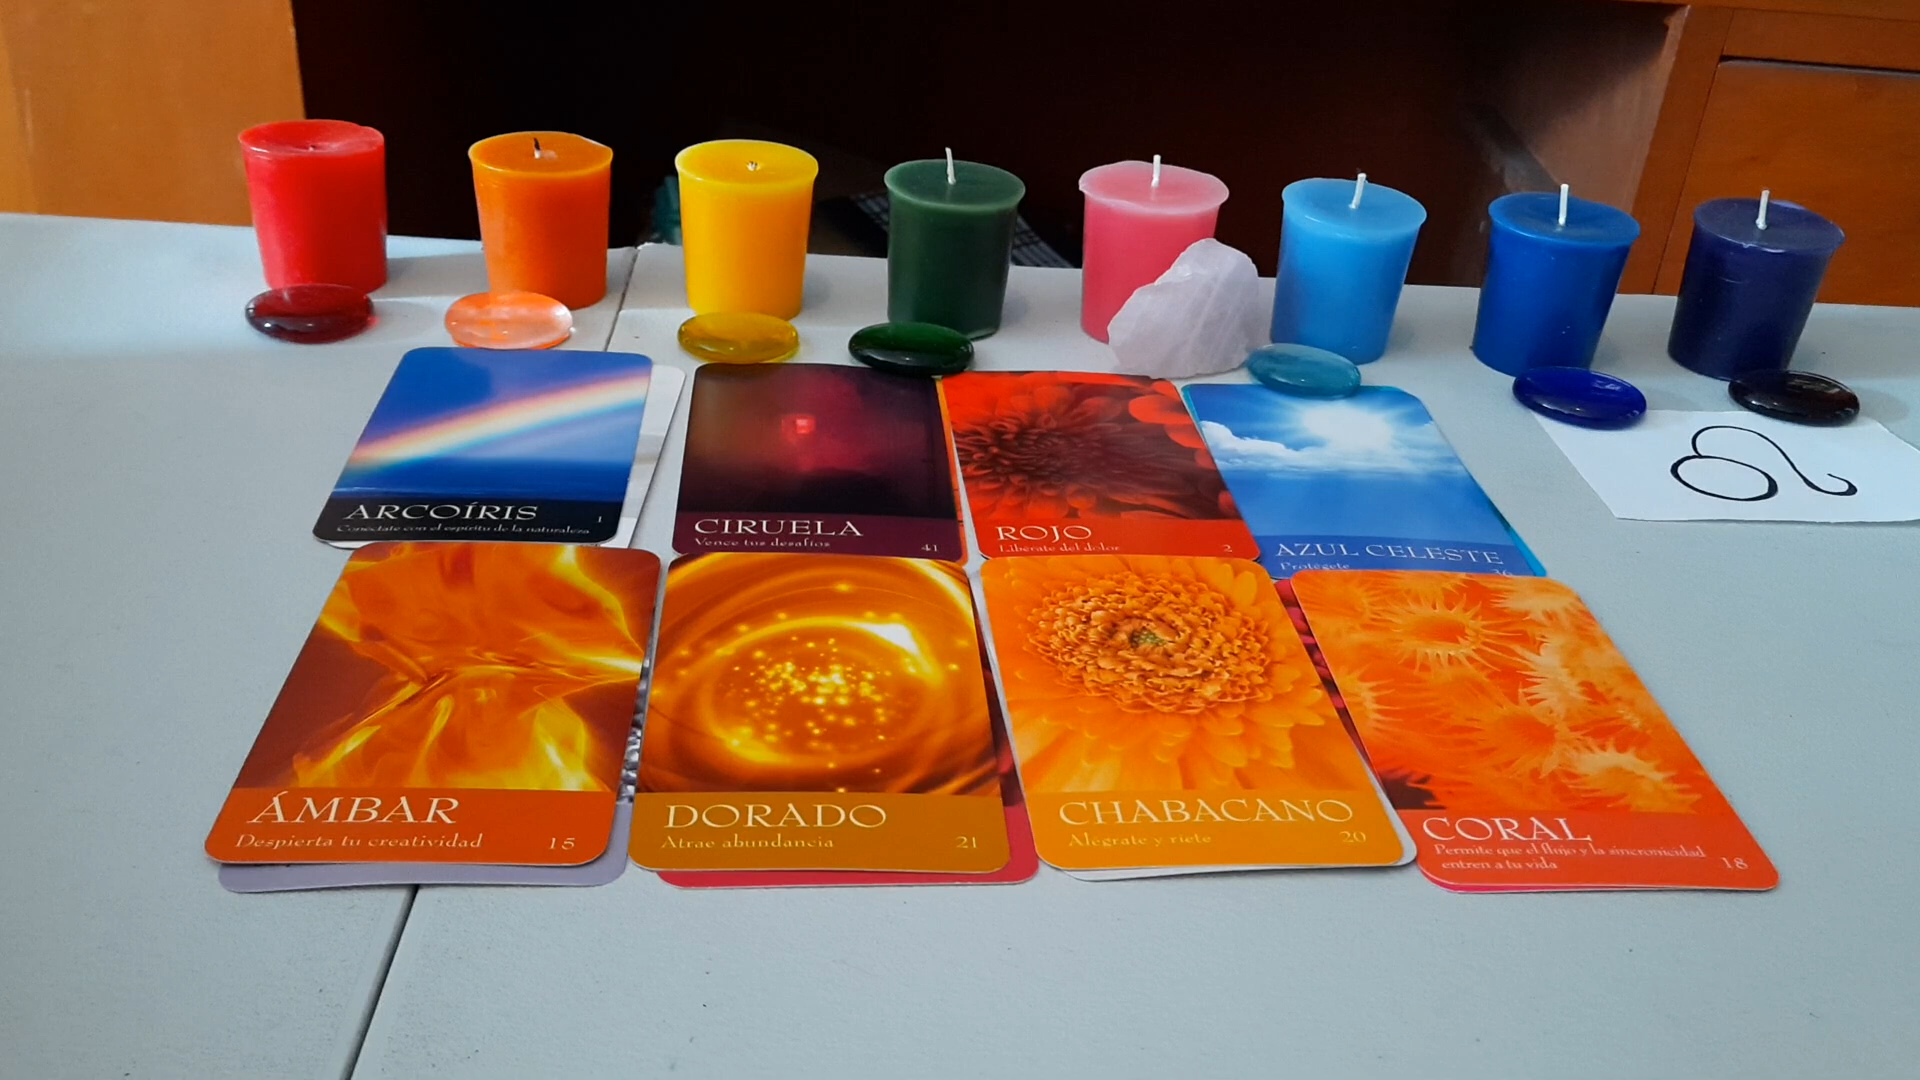 ARCOÍRIS
Conéctate con el espíritu de la naturaleza
1
CIRUELA
Vence tus desafíos
41
ROJO
Libérate del dolor
2
AZUL CELESTE
Protégete
36
ÁMBAR
Despierta tu creatividad
15
DORADO
Atrae abundancia
21
CHABACANO
Alégrate y ríete
20
CORAL
Permite que el flujo y la sincronicidad
entren a tu vida
18
♌